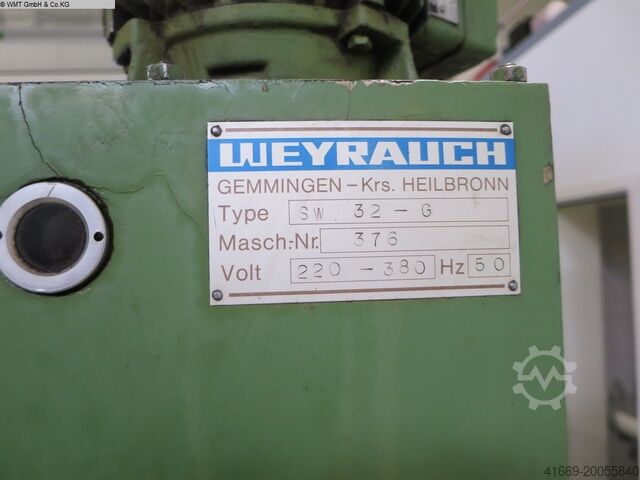 © WMT GmbH & Co.KG
WEYRAUCH
GEMMINGEN – Krs. HEILBRONN
Type SW 32 – G
Masch.-Nr. 376
Volt 220 – 380 Hz 50
41669-20055840